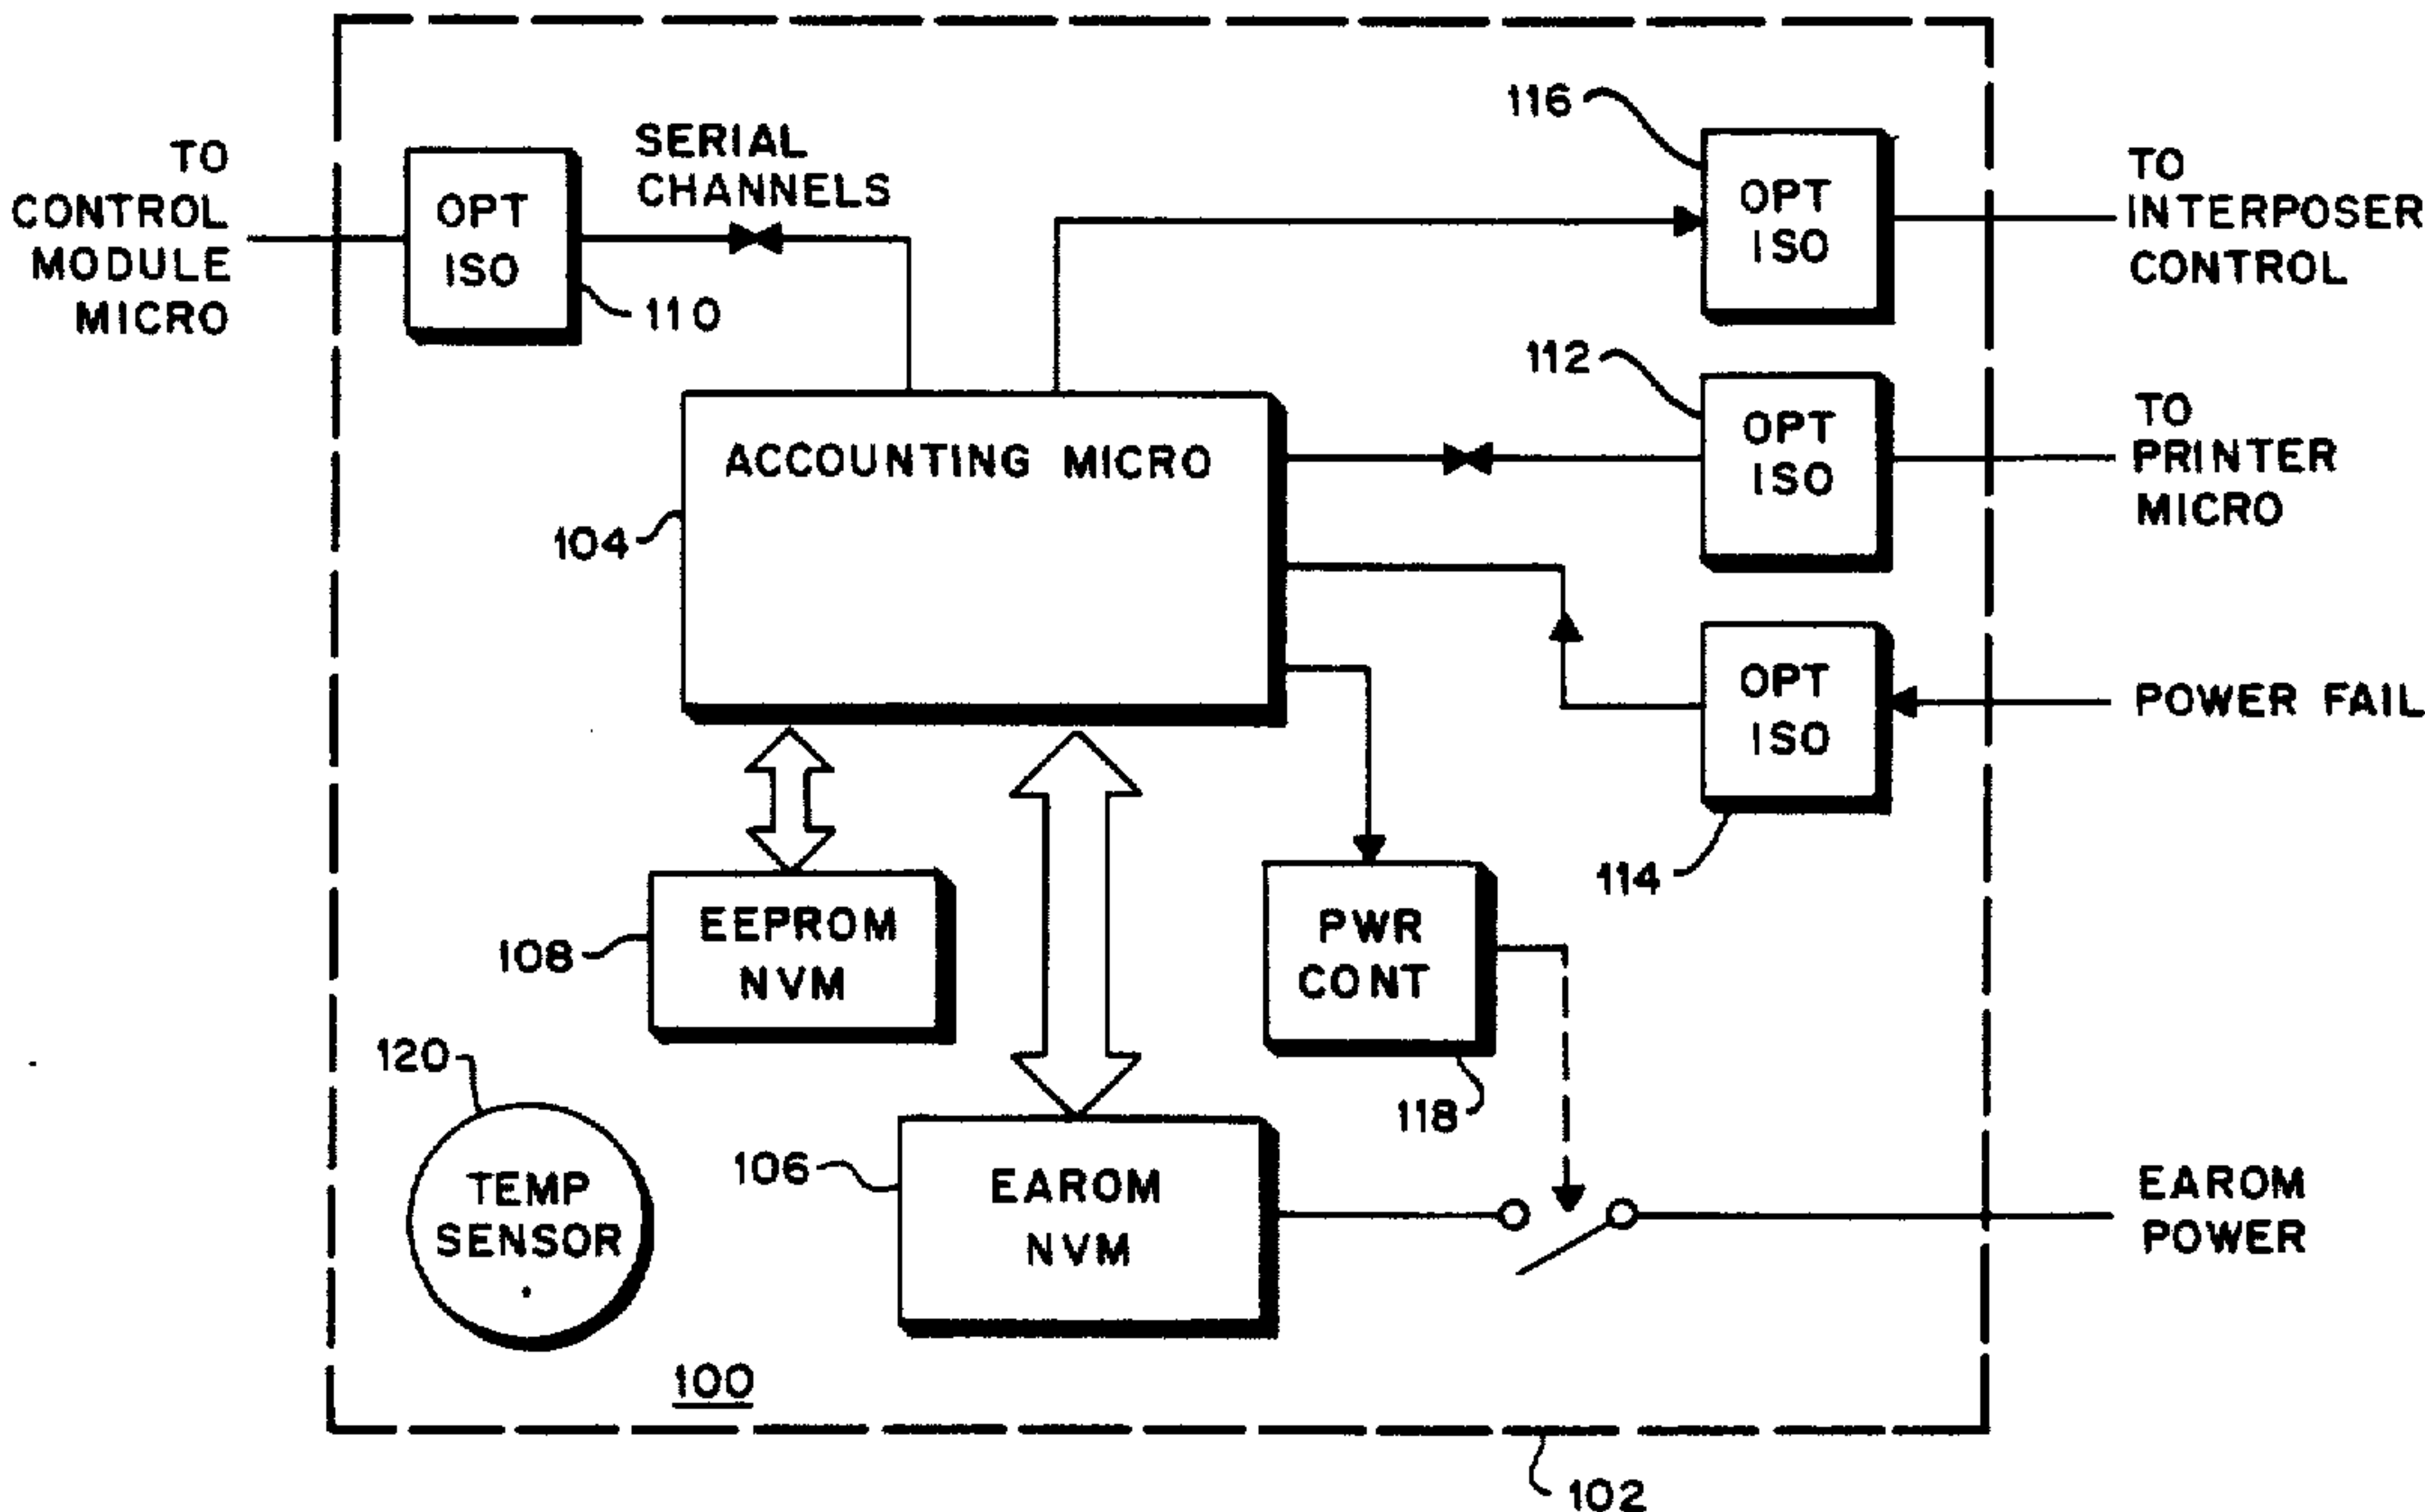 TO
CONTROL
MODULE
MICRO
OPT
ISO
110
SERIAL
CHANNELS
116
OPT
ISO
TO
INTERPOSER
CONTROL
112
OPT
ISO
TO
PRINTER
MICRO
ACCOUNTING MICRO
104
OPT
ISO
114
POWER FAIL
108
EEPROM
NVM
PWR
CONT
118
120
TEMP
SENSOR
106
EAROM
NVM
EAROM
POWER
100
102